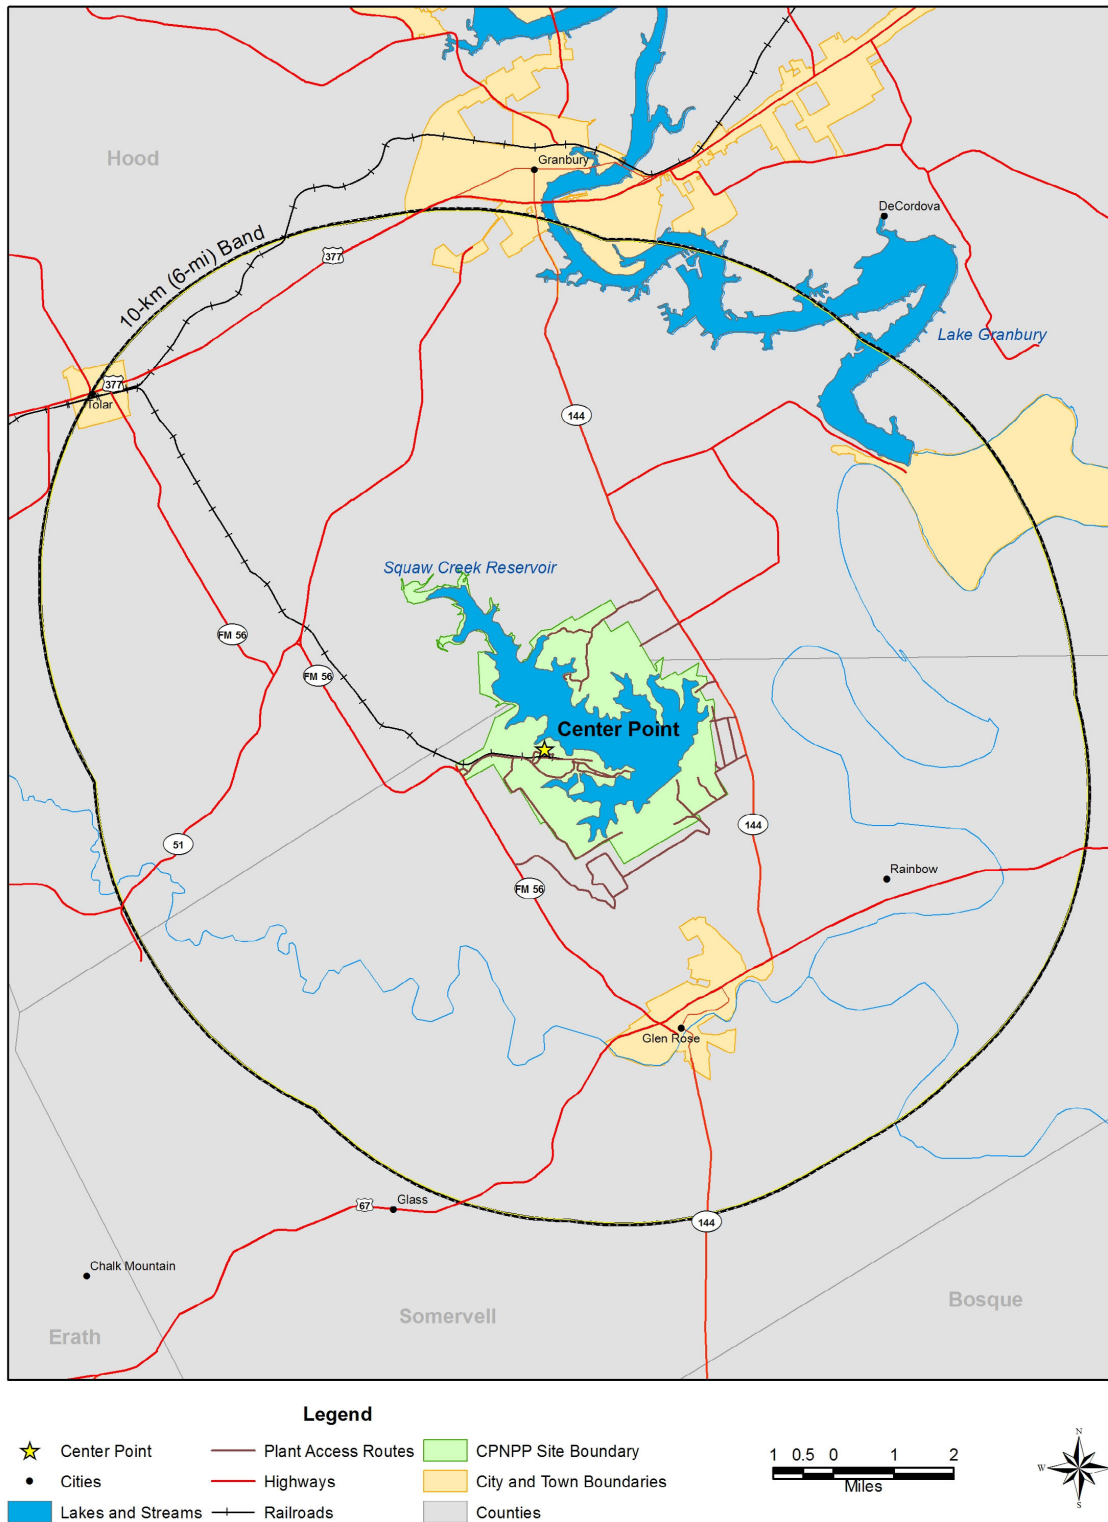 Hood
Granbury
DeCordova
10-km (6-mi) Band
377
Lake Granbury
377
Tolar
144
Squaw Creek Reservoir
FM 56
FM 56
Center Point
144
51
Rainbow
FM 56
Glen Rose
Glass
67
144
Chalk Mountain
Bosque
Somervell
Erath
Legend
Center Point
Plant Access Routes
CPNPP Site Boundary
Cities
Highways
City and Town Boundaries
Lakes and Streams
Railroads
Counties
1 0.5 0 1 2
Miles
N
W
S